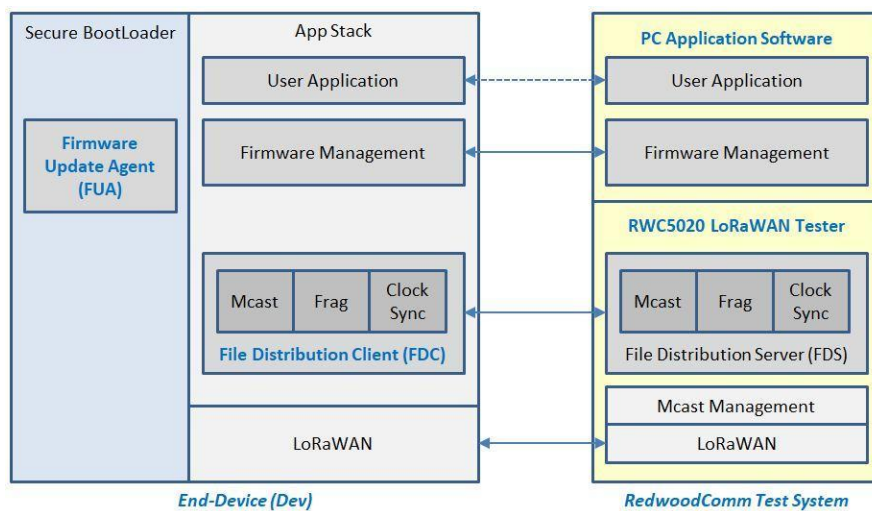 Secure BootLoader
App Stack
User Application
Firmware
Update Agent
(FUA)
Firmware Management
Mcast
Frag
Clock
Sync
File Distribution Client (FDC)
LoRaWAN
End-Device (Dev)
PC Application Software
User Application
Firmware Management
RWC5020 LoRaWAN Tester
Mcast
Frag
Clock
Sync
File Distribution Server (FDS)
Mcast Management
LoRaWAN
RedwoodComm Test System